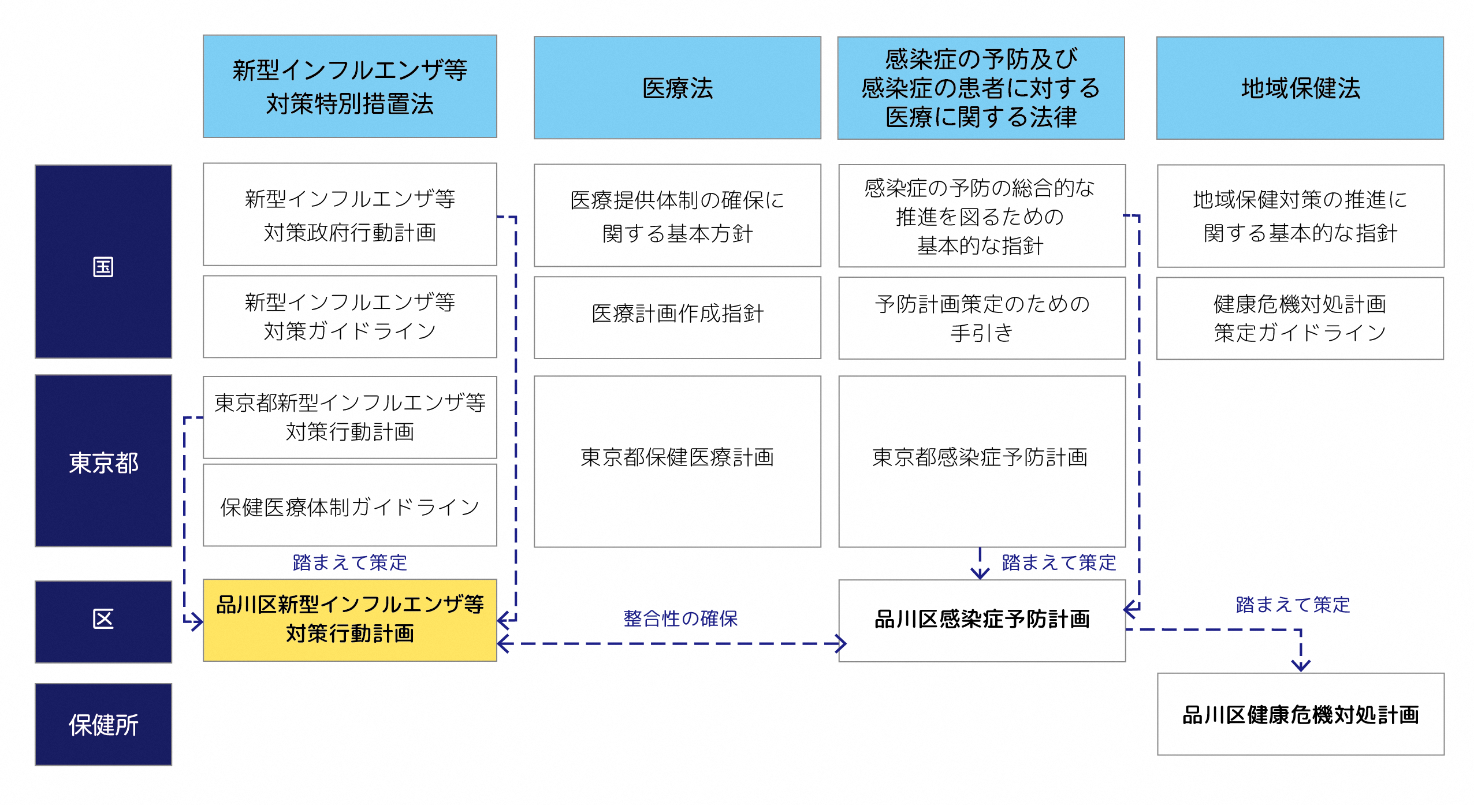 新型インフルエンザ等
対策特別措置法
医療法
感染症の予防及び
感染症の患者に対する
医療に関する法律
地域保健法
国
新型インフルエンザ等
対策政府行動計画
医療提供体制の確保に
関する基本方針
感染症の予防の総合的な
推進を図るための
基本的な指針
地域保健対策の推進に
関する基本的な指針
新型インフルエンザ等
対策ガイドライン
医療計画作成指針
予防計画策定のための
手引き
健康危機対処計画
策定ガイドライン
東京都
東京都新型インフルエンザ等
対策行動計画
保健医療体制ガイドライン
東京都保健医療計画
東京都感染症予防計画
踏まえて策定
踏まえて策定
区
品川区新型インフルエンザ等
対策行動計画
整合性の確保
品川区感染症予防計画
踏まえて策定
保健所
品川区健康危機対処計画